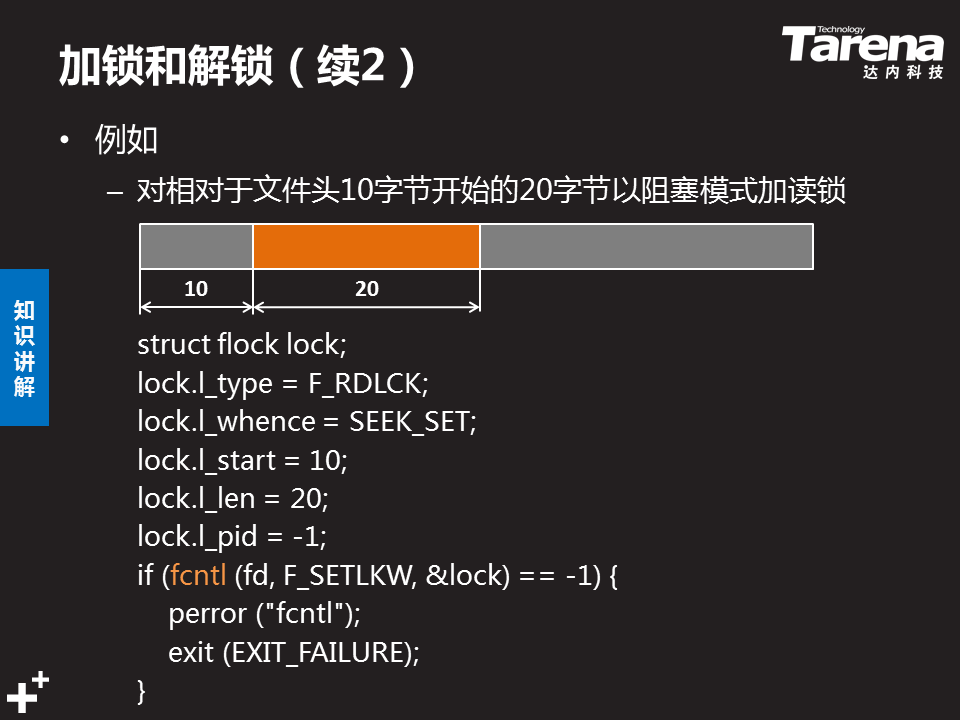 加锁和解锁（续2）
Technology
Tarena
达内科技
• 例如
– 对相对于文件头10字节开始的20字节以阻塞模式加读锁
10
20
知识讲解
struct flock lock;
lock.l_type = F_RDLCK;
lock.l_whence = SEEK_SET;
lock.l_start = 10;
lock.l_len = 20;
lock.l_pid = -1;
if (fcntl (fd, F_SETLKW, &lock) == -1) {
perror ("fcntl");
exit (EXIT_FAILURE);
}